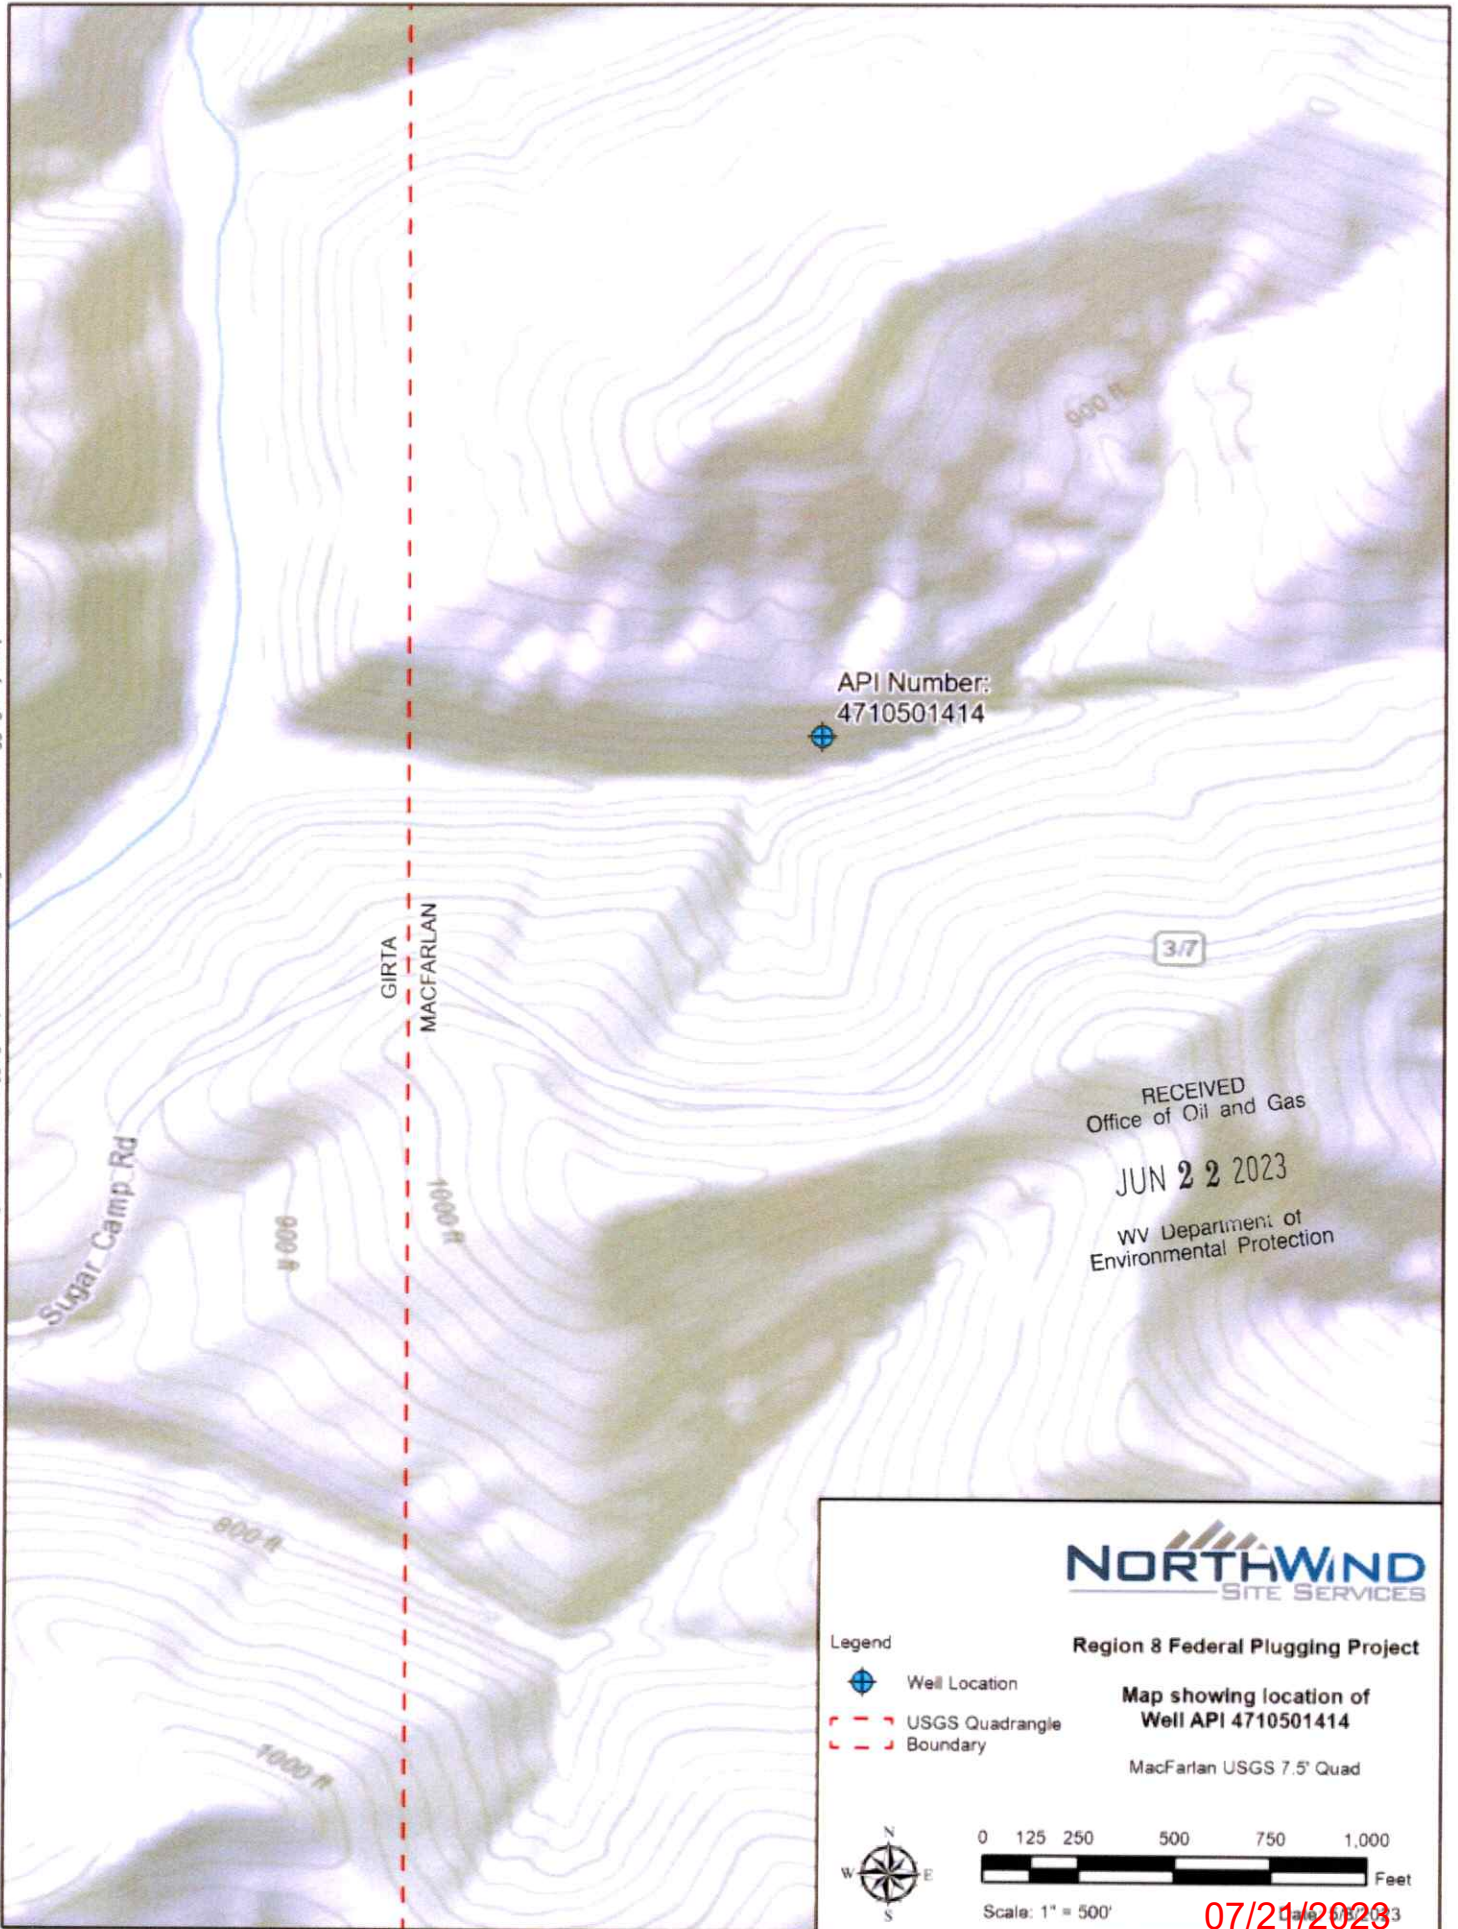 900 ft
API Number:
4710501414
GIRTA
MACFARLAN
3/7
RECEIVED
Office of Oil and Gas
JUN 22 2023
WV Department of
Environmental Protection
Sugar Camp Rd
900 ft
1000 ft
800 ft
1000 ft
NORTHWIND
SITE SERVICES
Legend
Well Location
USGS Quadrangle
Boundary
Region 8 Federal Plugging Project
Map showing location of
Well API 4710501414
MacFarlan USGS 7.5' Quad
N
W E
S
0 125 250 500 750 1,000
Feet
Scale: 1" = 500'
07/21/2023